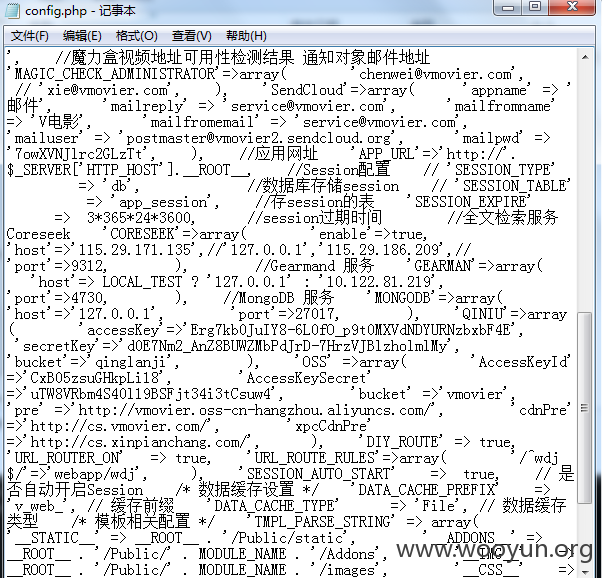 config.php - 记事本
文件(F) 编辑(E) 格式(O) 查看(V) 帮助(H)
', //魔力盒视频地址可用性检测结果 通知对象邮件地址
'MAGIC_CHECK_ADMINISTRATOR'=>array( 'chenwei@vmovier.com',
// 'xie@vmovier.com', ), 'SendCloud'=>array( 'appname' => '
邮件', 'mailreply' => 'service@vmovier.com', 'mailfromname'
=> 'V电影', 'mailfromemail' => 'service@vmovier.com',
'mailuser' => 'postmaster@vmovier2.sendcloud.org', 'mailpwd' =>
), //应用网址 'APP_URL'=>'http://'.
$_SERVER['HTTP_HOST'].__ROOT__, //Session配置 // 'SESSION_TYPE'
=> 'db', //数据库存储session // 'SESSION_TABLE'
=> 'app_session', //存session的表 'SESSION_EXPIRE'
=> 3*365*24*3600, //session过期时间 //全文检索服务
Coreseek 'CORESEEK'=>array( 'enable'=>true,
'host'=>'115.29.171.135',//'127.0.0.1','115.29.186.209',//
'port'=>9312, ), //Gearmand 服务 'GEARMAN'=>array(
'host'=> LOCAL_TEST ? '127.0.0.1' : '10.122.81.219',
'port'=>4730, ), //MongoDB 服务 'MONGODB'=>array(
'host'=>'127.0.0.1', 'port'=>27017, ), 'QINIU'=>array
( 'accessKey'=>
'secretKey'=>
'bucket'=>'qinglanji', ), 'OSS' =>array( 'AccessKeyId'
=> 'AccessKeySecret'
=> 'bucket' =>'vmovier',
'pre' =>'http://vmovier.oss-cn-hangzhou.aliyuncs.com/', 'cdnPre'
=>'http://cs.vmovier.com/', 'xpcCdnPre'
=>'http://cs.xinpianchang.com/', ), 'DIY_ROUTE' => true,
'URL_ROUTER_ON' => true, 'URL_ROUTE_RULES'=>array( '/^wdj
$/'=>'webapp/wdj', ), 'SESSION_AUTO_START' => true, // 是
否自动开启Session /* 数据缓存设置 */ 'DATA_CACHE_PREFIX' =>
'v_web_', // 缓存前缀 'DATA_CACHE_TYPE' => 'File', // 数据缓存
类型 /* 模板相关配置 */ 'TMPL_PARSE_STRING' => array(
'__STATIC__' => __ROOT__ . '/Public/static', '__ADDONS__' =>
__ROOT__ . '/Public/' . MODULE_NAME . '/Addons', '__IMG__' =>
__ROOT__ . '/Public/' . MODULE_NAME . '/images', '__CSS__' =>
www.wooyun.org